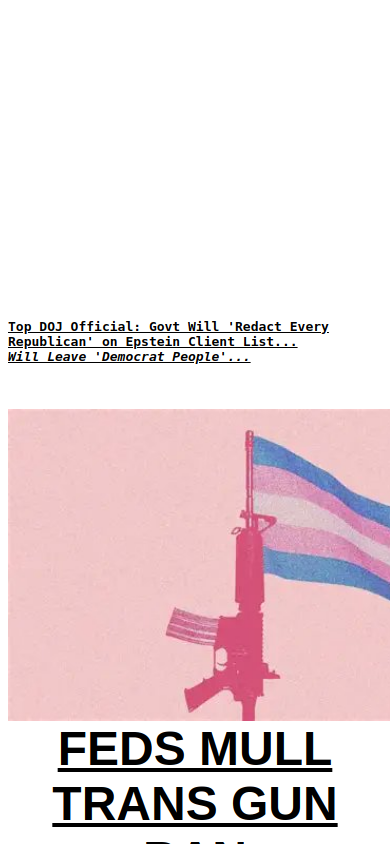 Top DOJ Official: Govt Will 'Redact Every
Republican' on Epstein Client List...
Will Leave 'Democrat People'...
FEDS MULL
TRANS GUN